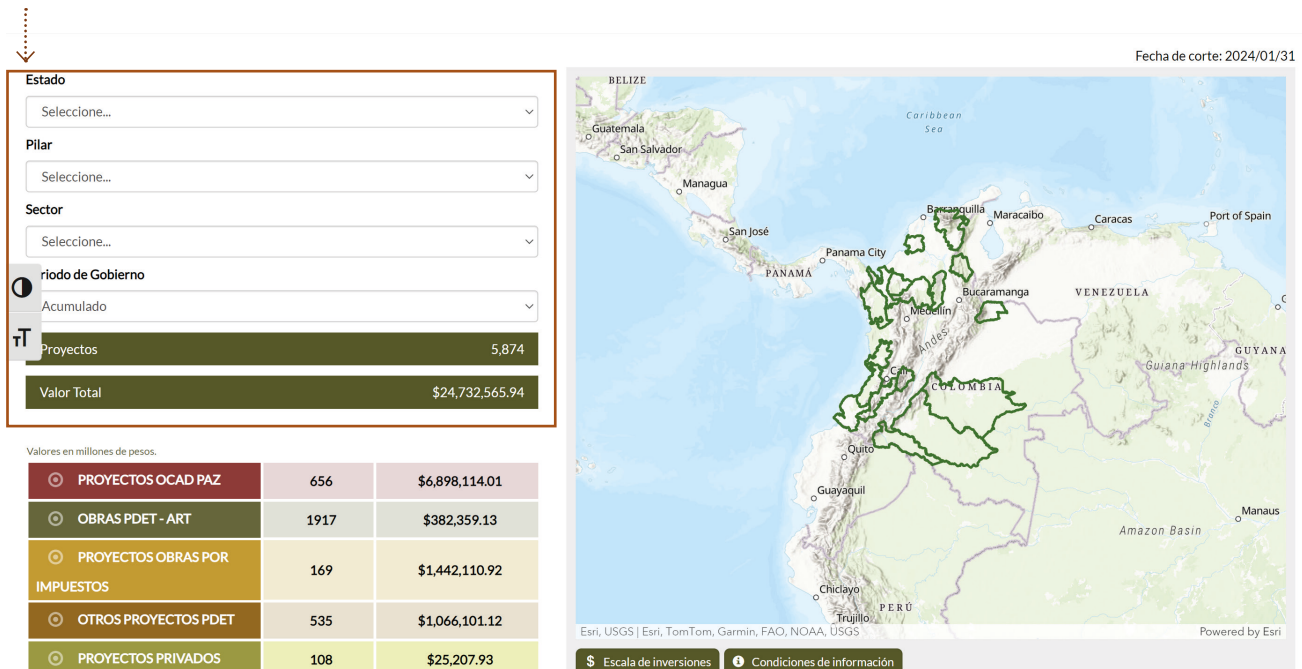 Fecha de corte: 2024/01/31
Estado
Seleccione...
Pilar
Seleccione...
Sector
Seleccione...
riodo de Gobierno
Acumulado
TT
Proyectos 5,874
Valor Total $24,732,565.94
Valores en millones de pesos.
PROYECTOS OCAD PAZ 656 $6,898,114.01
OBRAS PDET - ART 1917 $382,359.13
PROYECTOS OBRAS POR
IMPUESTOS 169 $1,442,110.92
OTROS PROYECTOS PDET 535 $1,066,101.12
PROYECTOS PRIVADOS 108 $25,207.93
BELIZE
Caribbean
Sea
Guatemala
San Salvador
Managua
Barranquilla
Maracaibo
Caracas
Port of Spain
San José
Panama City
PANAMÁ
Bucaramanga
VENEZUELA
Medellín
Andes
GUYANA
Guiana Highlands
Cali
COLOMBIA
Branco
Quito
Guayaquil
Manaus
Amazon Basin
Chiclayo
PERÚ
Trujillo
Esri, USGS | Esri, TomTom, Garmin, FAO, NOAA, USGS
Powered by Esri
$ Escala de inversiones
Condiciones de información